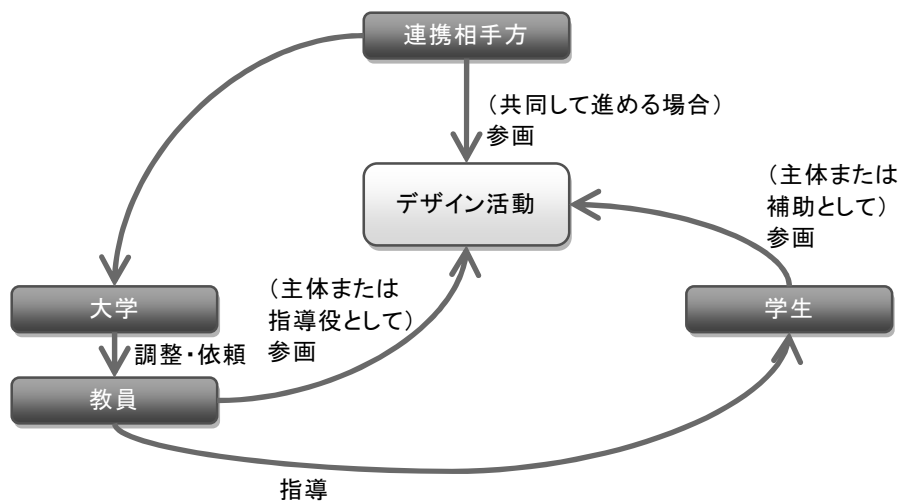 連携相手方
（共同して進める場合）
参画
デザイン活動
（主体または
補助として）
参画
大学
（主体または
指導役として）
参画
学生
調整・依頼
教員
指導